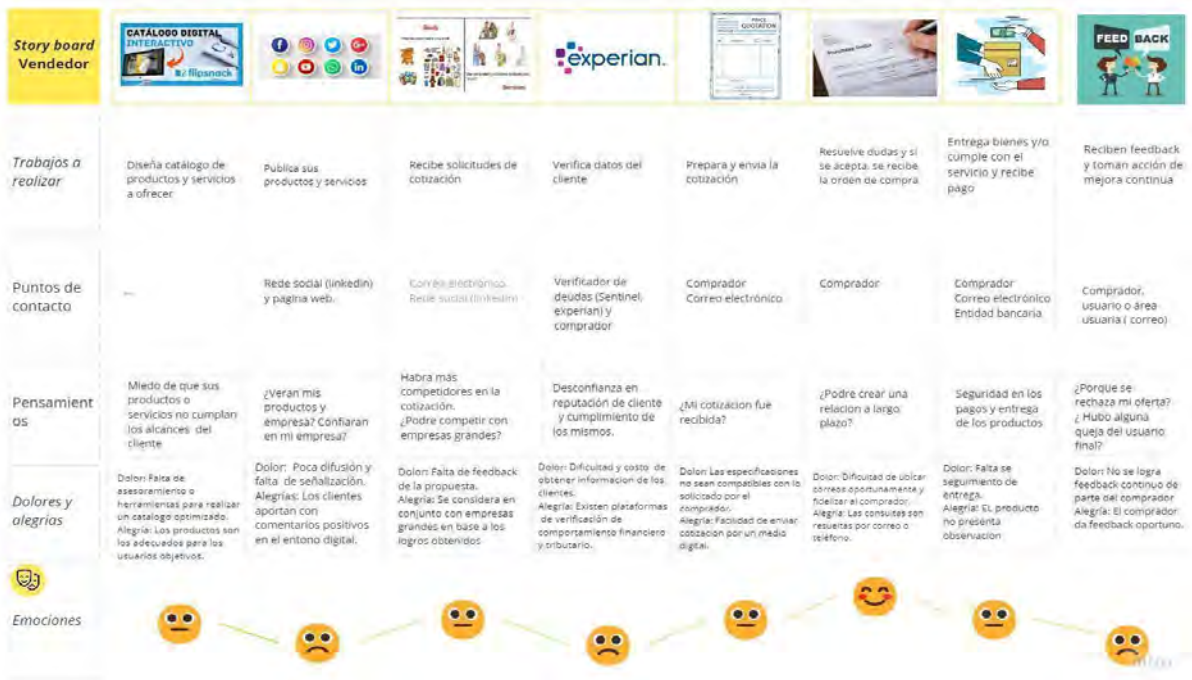 Story board
Vendedor
CATÁLOGO DIGITAL
INTERACTIVO
flipsnack
experian.
PRICE
QUOTATION
FEED BACK
Trabajos a
realizar
Diseña catálogo de
productos y servicios
a ofrecer
Publica sus
productos y servicios
Recibe solicitudes de
cotización
Verifica datos del
cliente
Prepara y envia la
cotización
Resuelve dudas y si
se acepta, se recibe
la orden de compra
Entrega bienes y/o
cumple con el
servicio y recibe
pago
Reciben feedback
y toman acción de
mejora continua
Puntos de
contacto
Rede social (linkedin)
y pagina web.
Correo electrónico.
Rede social (linkedin)
Verificador de
deudas (Sentinel,
experian) y
comprador
Comprador
Correo electrónico
Comprador
Comprador
Correo electrónico
Entidad bancaria
Comprador,
usuario o área
usuaria ( correo)
Pensamient
os
Miedo de que sus
productos o
servicios no cumplan
los alcances del
cliente
¿Veran mis
productos y
empresa? Confiaran
en mi empresa?
Habra más
competidores en la
cotización.
¿Podre competir con
empresas grandes?
Desconfianza en
reputación de cliente
y cumplimiento de
los mismos.
¿Mi cotizacion fue
recibida?
¿Podre crear una
relacion a largo
plazo?
Seguridad en los
pagos y entrega
de los productos
¿Porque se
rechaza mi oferta?
¿ Hubo alguna
queja del usuario
final?
Dolores y
alegrías
Dolor: Falta de
asesoramiento o
herramientas para realizar
un catalogo optimizado.
Alegría: Los productos son
los adecuados para los
usuarios objetivos.
Dolor: Poca difusión y
falta de señalización.
Alegrías: Los clientes
aportan con
comentarios positivos
en el entono digital.
Dolor: Falta de feedback
de la propuesta.
Alegría: Se considera en
conjunto con empresas
grandes en base a los
logros obtenidos
Dolor: Dificultad y costo de
obtener informacion de los
clientes.
Alegría: Existen plataformas
de verificación de
comportamiento financiero
y tributario.
Dolor: Las especificaciones
no sean compatibles con lo
solicitado por el
comprador.
Alegría: Facilidad de enviar
cotización por un medio
digital.
Dolor: Dificultad de ubicar
correos oportunamente y
fidelizar el comprador.
Alegría: Las consultas son
resueltas por correo o
teléfono.
Dolor: Falta se
seguimiento de
entrega.
Alegría: EL producto
no presenta
observacion
Dolor: No se logra
feedback continuo de
parte del comprador
Alegría: El comprador
da feedback oportuno.
Emociones
miro